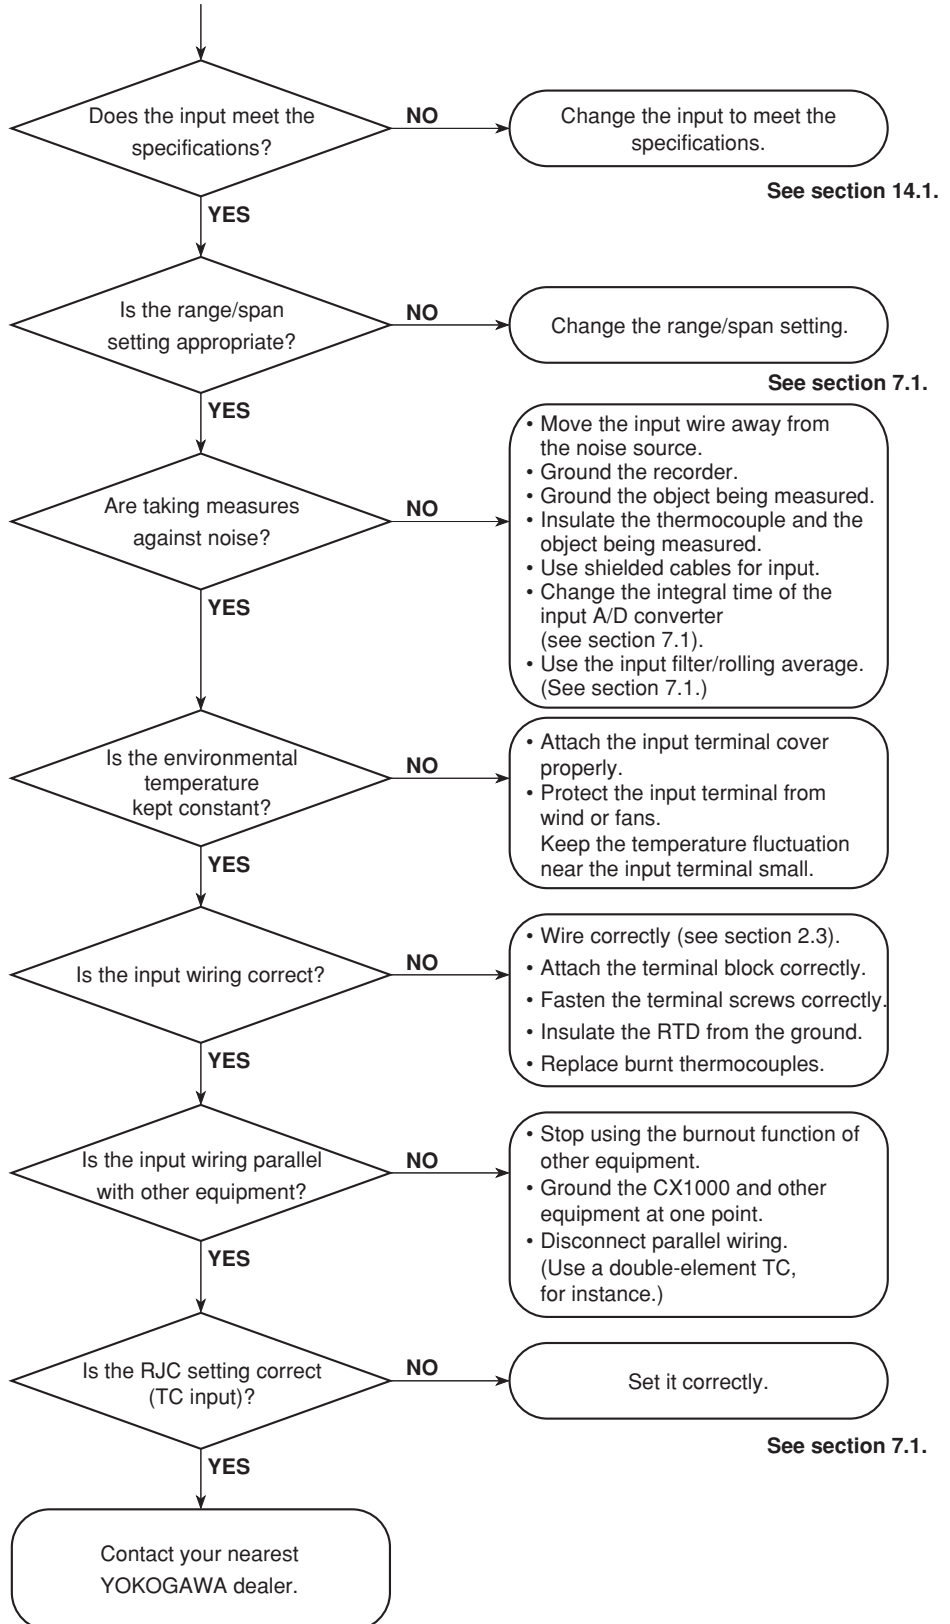 Does the input meet the
specifications?
NO
Change the input to meet the
specifications.
See section 14.1.
YES
Is the range/span
setting appropriate?
NO
Change the range/span setting.
See section 7.1.
YES
Are taking measures
against noise?
NO
• Move the input wire away from
the noise source.
• Ground the recorder.
• Ground the object being measured.
• Insulate the thermocouple and the
object being measured.
• Use shielded cables for input.
• Change the integral time of the
input A/D converter
(see section 7.1).
• Use the input filter/rolling average.
(See section 7.1.)
YES
Is the environmental
temperature
kept constant?
NO
• Attach the input terminal cover
properly.
• Protect the input terminal from
wind or fans.
Keep the temperature fluctuation
near the input terminal small.
YES
Is the input wiring correct?
NO
• Wire correctly (see section 2.3).
• Attach the terminal block correctly.
• Fasten the terminal screws correctly.
• Insulate the RTD from the ground.
• Replace burnt thermocouples.
YES
Is the input wiring parallel
with other equipment?
NO
• Stop using the burnout function of
other equipment.
• Ground the CX1000 and other
equipment at one point.
• Disconnect parallel wiring.
(Use a double-element TC,
for instance.)
YES
Is the RJC setting correct
(TC input)?
NO
Set it correctly.
See section 7.1.
YES
Contact your nearest
YOKOGAWA dealer.